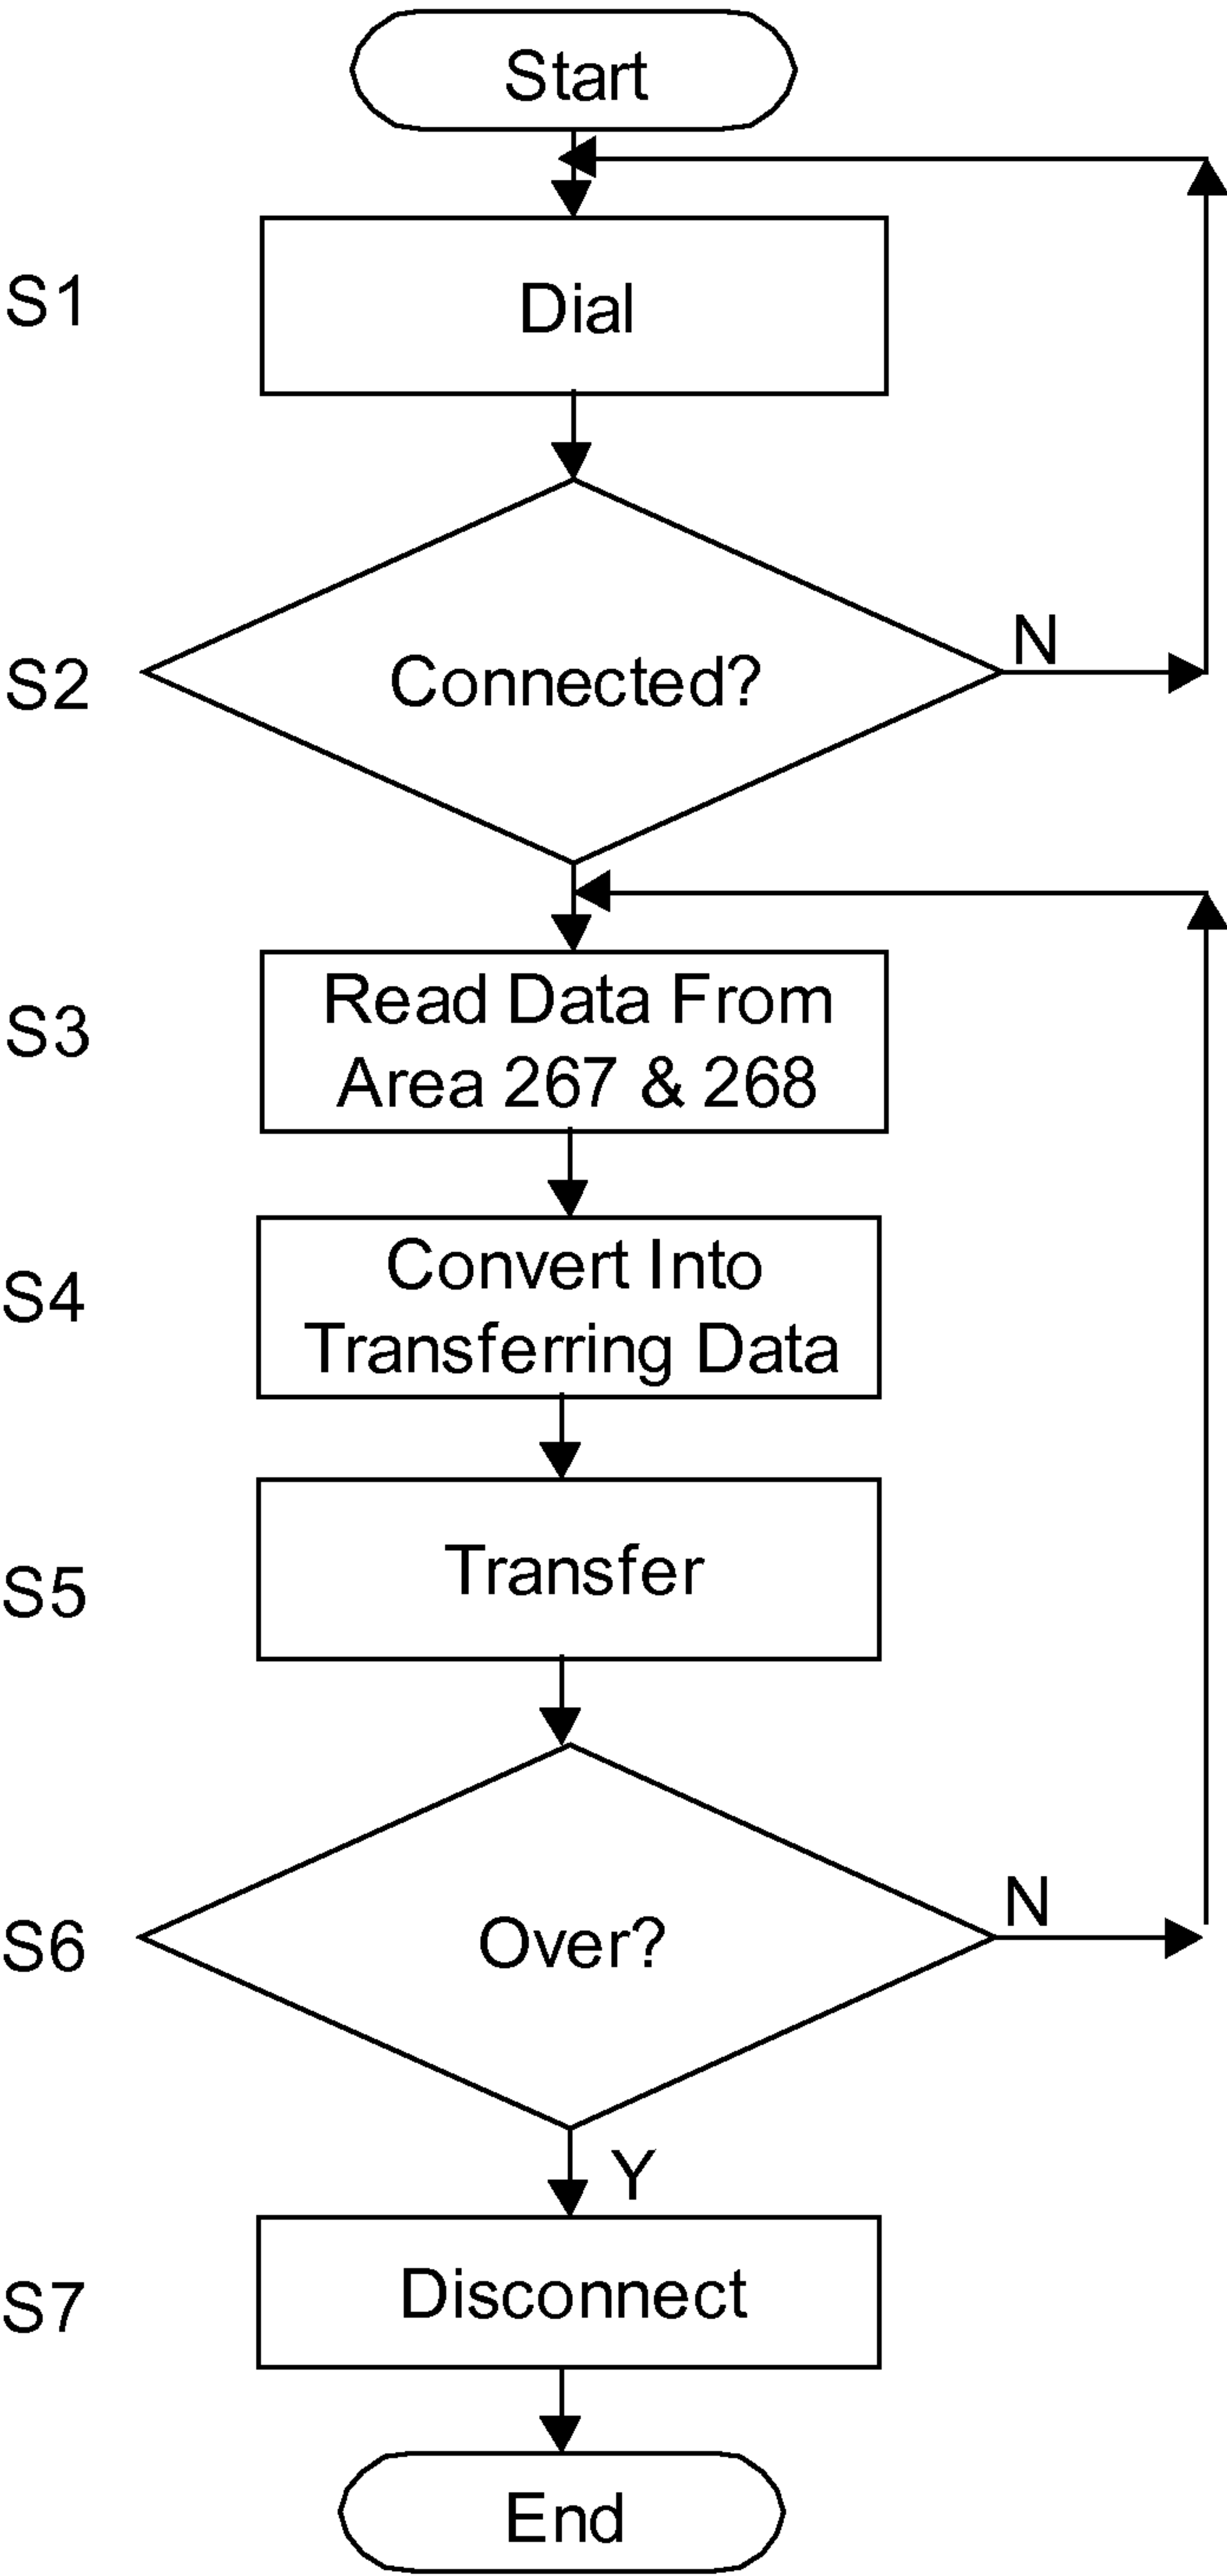 Start
S1
Dial
N
S2
Connected?
S3
Read Data From
Area 267 & 268
S4
Convert Into
Transferring Data
S5
Transfer
N
S6
Over?
Y
S7
Disconnect
End